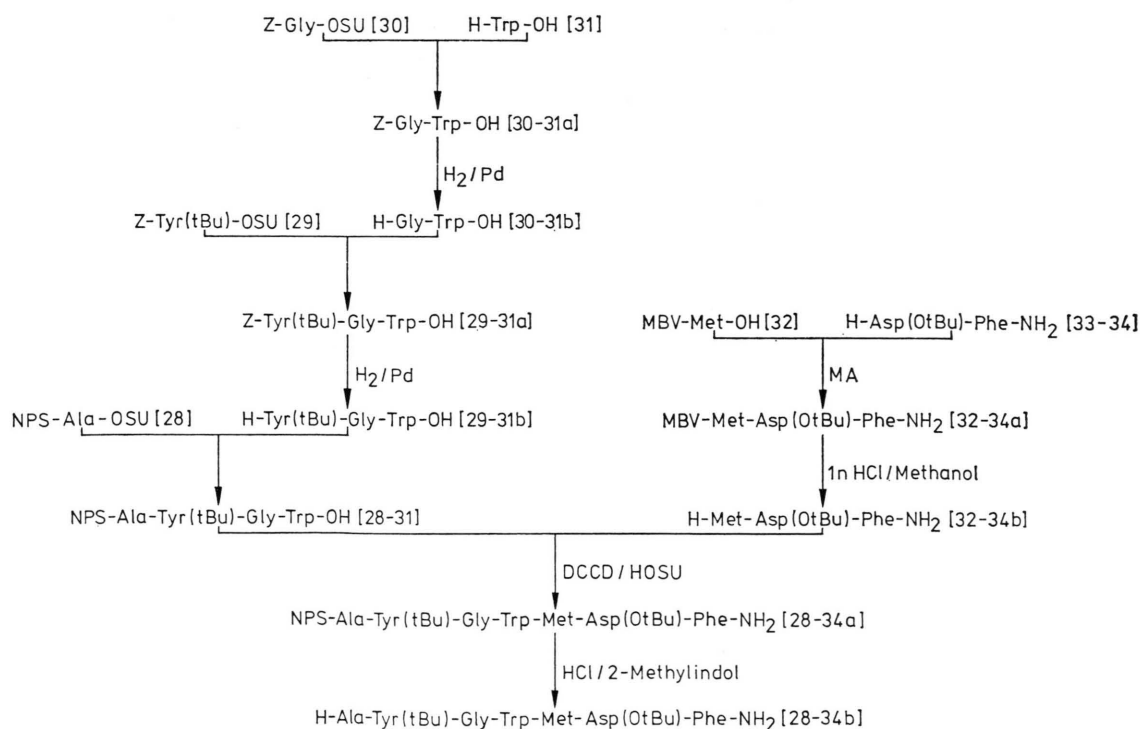 Z-Gly-OSU [30] H-Trp-OH [31]
Z-Gly-Trp-OH [30-31a]
H2/Pd
Z-Tyr(tBu)-OSU [29] H-Gly-Trp-OH [30-31b]
Z-Tyr(tBu)-Gly-Trp-OH [29-31a] MBV-Met-OH [32] H-Asp(OtBu)-Phe-NH2 [33-34]
H2/Pd MA
NPS-Ala-OSU [28] H-Tyr(tBu)-Gly-Trp-OH [29-31b] MBV-Met-Asp(OtBu)-Phe-NH2 [32-34a]
1n HCl/Methanol
NPS-Ala-Tyr(tBu)-Gly-Trp-OH [28-31] H-Met-Asp(OtBu)-Phe-NH2 [32-34b]
DCCD/HOSU
NPS-Ala-Tyr(tBu)-Gly-Trp-Met-Asp(OtBu)-Phe-NH2 [28-34a]
HCl/2-Methylindol
H-Ala-Tyr(tBu)-Gly-Trp-Met-Asp(OtBu)-Phe-NH2 [28-34b]